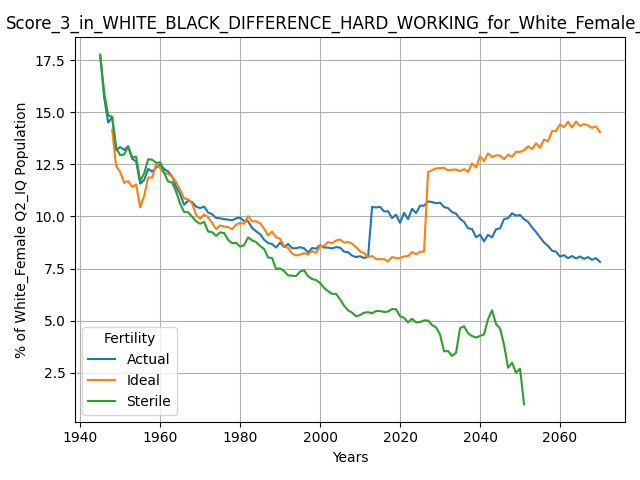 Score_3_in_WHITE_BLACK_DIFFERENCE_HARD_WORKING_for_White_Female_
17.5
15.0
12.5
10.0
7.5
5.0
2.5
% of White_Female Q2_IQ Population
Fertility
Actual
Ideal
Sterile
1940 1960 1980 2000 2020 2040 2060
Years